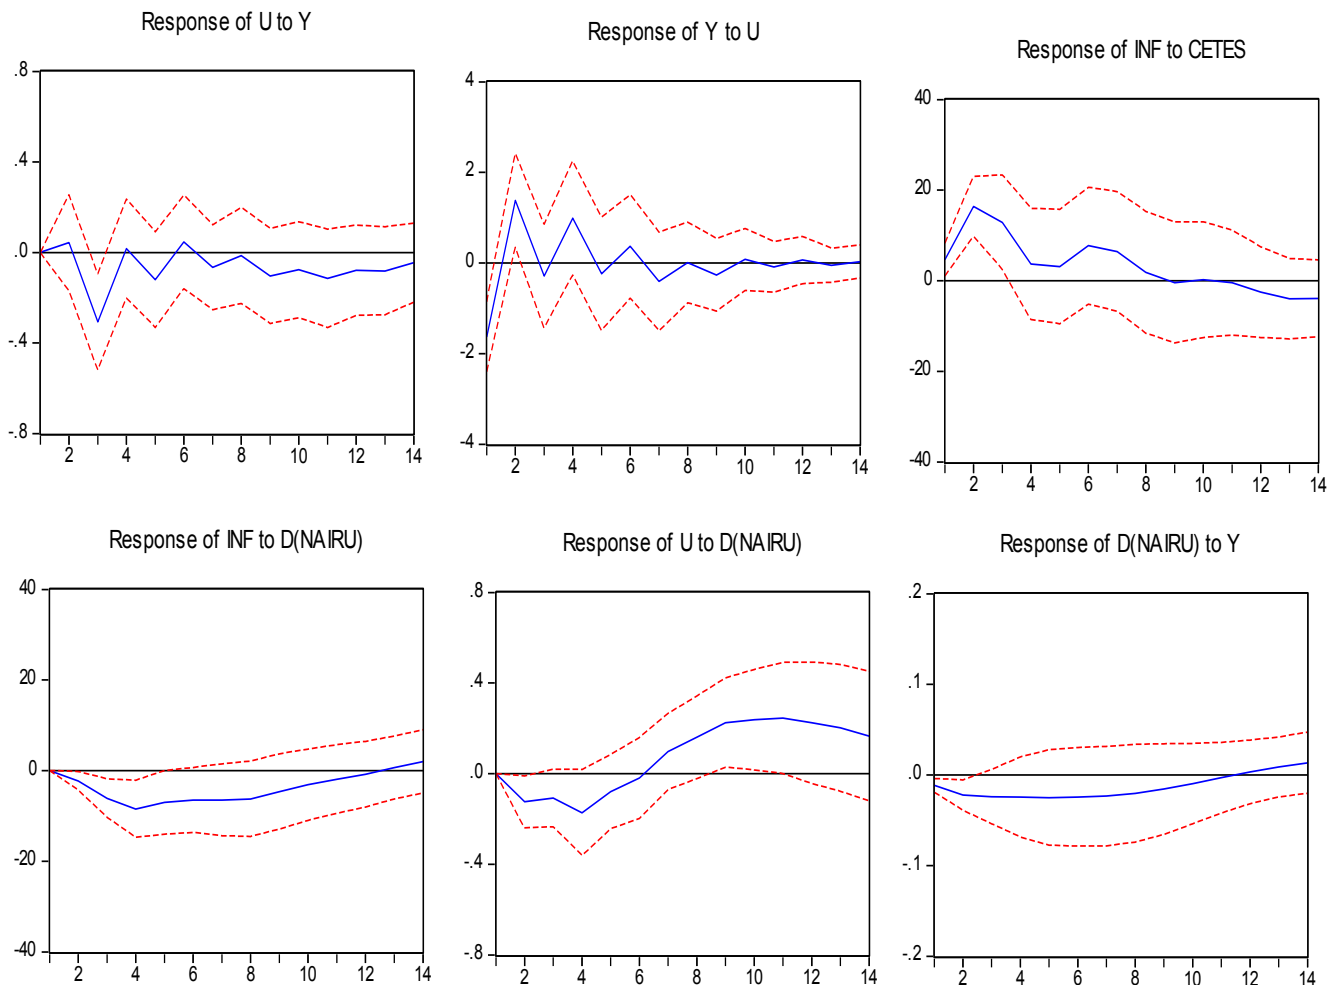 Response of U to Y
.8
.4
.0
-.4
-.8
2 4 6 8 10 12 14
Response of Y to U
4
2
0
-2
-4
2 4 6 8 10 12 14
Response of INF to CETES
40
20
0
-20
-40
2 4 6 8 10 12 14
Response of INF to D(NAIRU)
40
20
0
-20
-40
2 4 6 8 10 12 14
Response of U to D(NAIRU)
.8
.4
.0
-.4
-.8
2 4 6 8 10 12 14
Response of D(NAIRU) to Y
.2
.1
.0
-.1
-.2
2 4 6 8 10 12 14